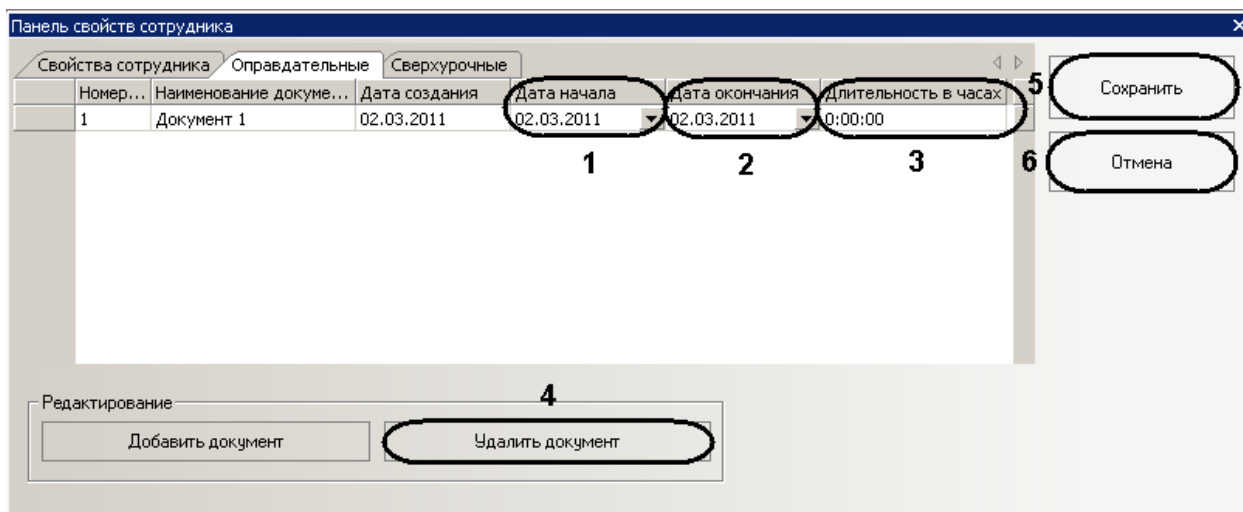 Панель свойств сотрудника
Свойства сотрудника Оправдательные Сверхурочные
Номер... Наименование докуме... Дата создания Дата начала Дата окончания Длительность в часах 5 Сохранить
1 Документ 1 02.03.2011 02.03.2011 02.03.2011 0:00:00
1 2 3 6 Отмена
4
Редактирование
Добавить документ Удалить документ